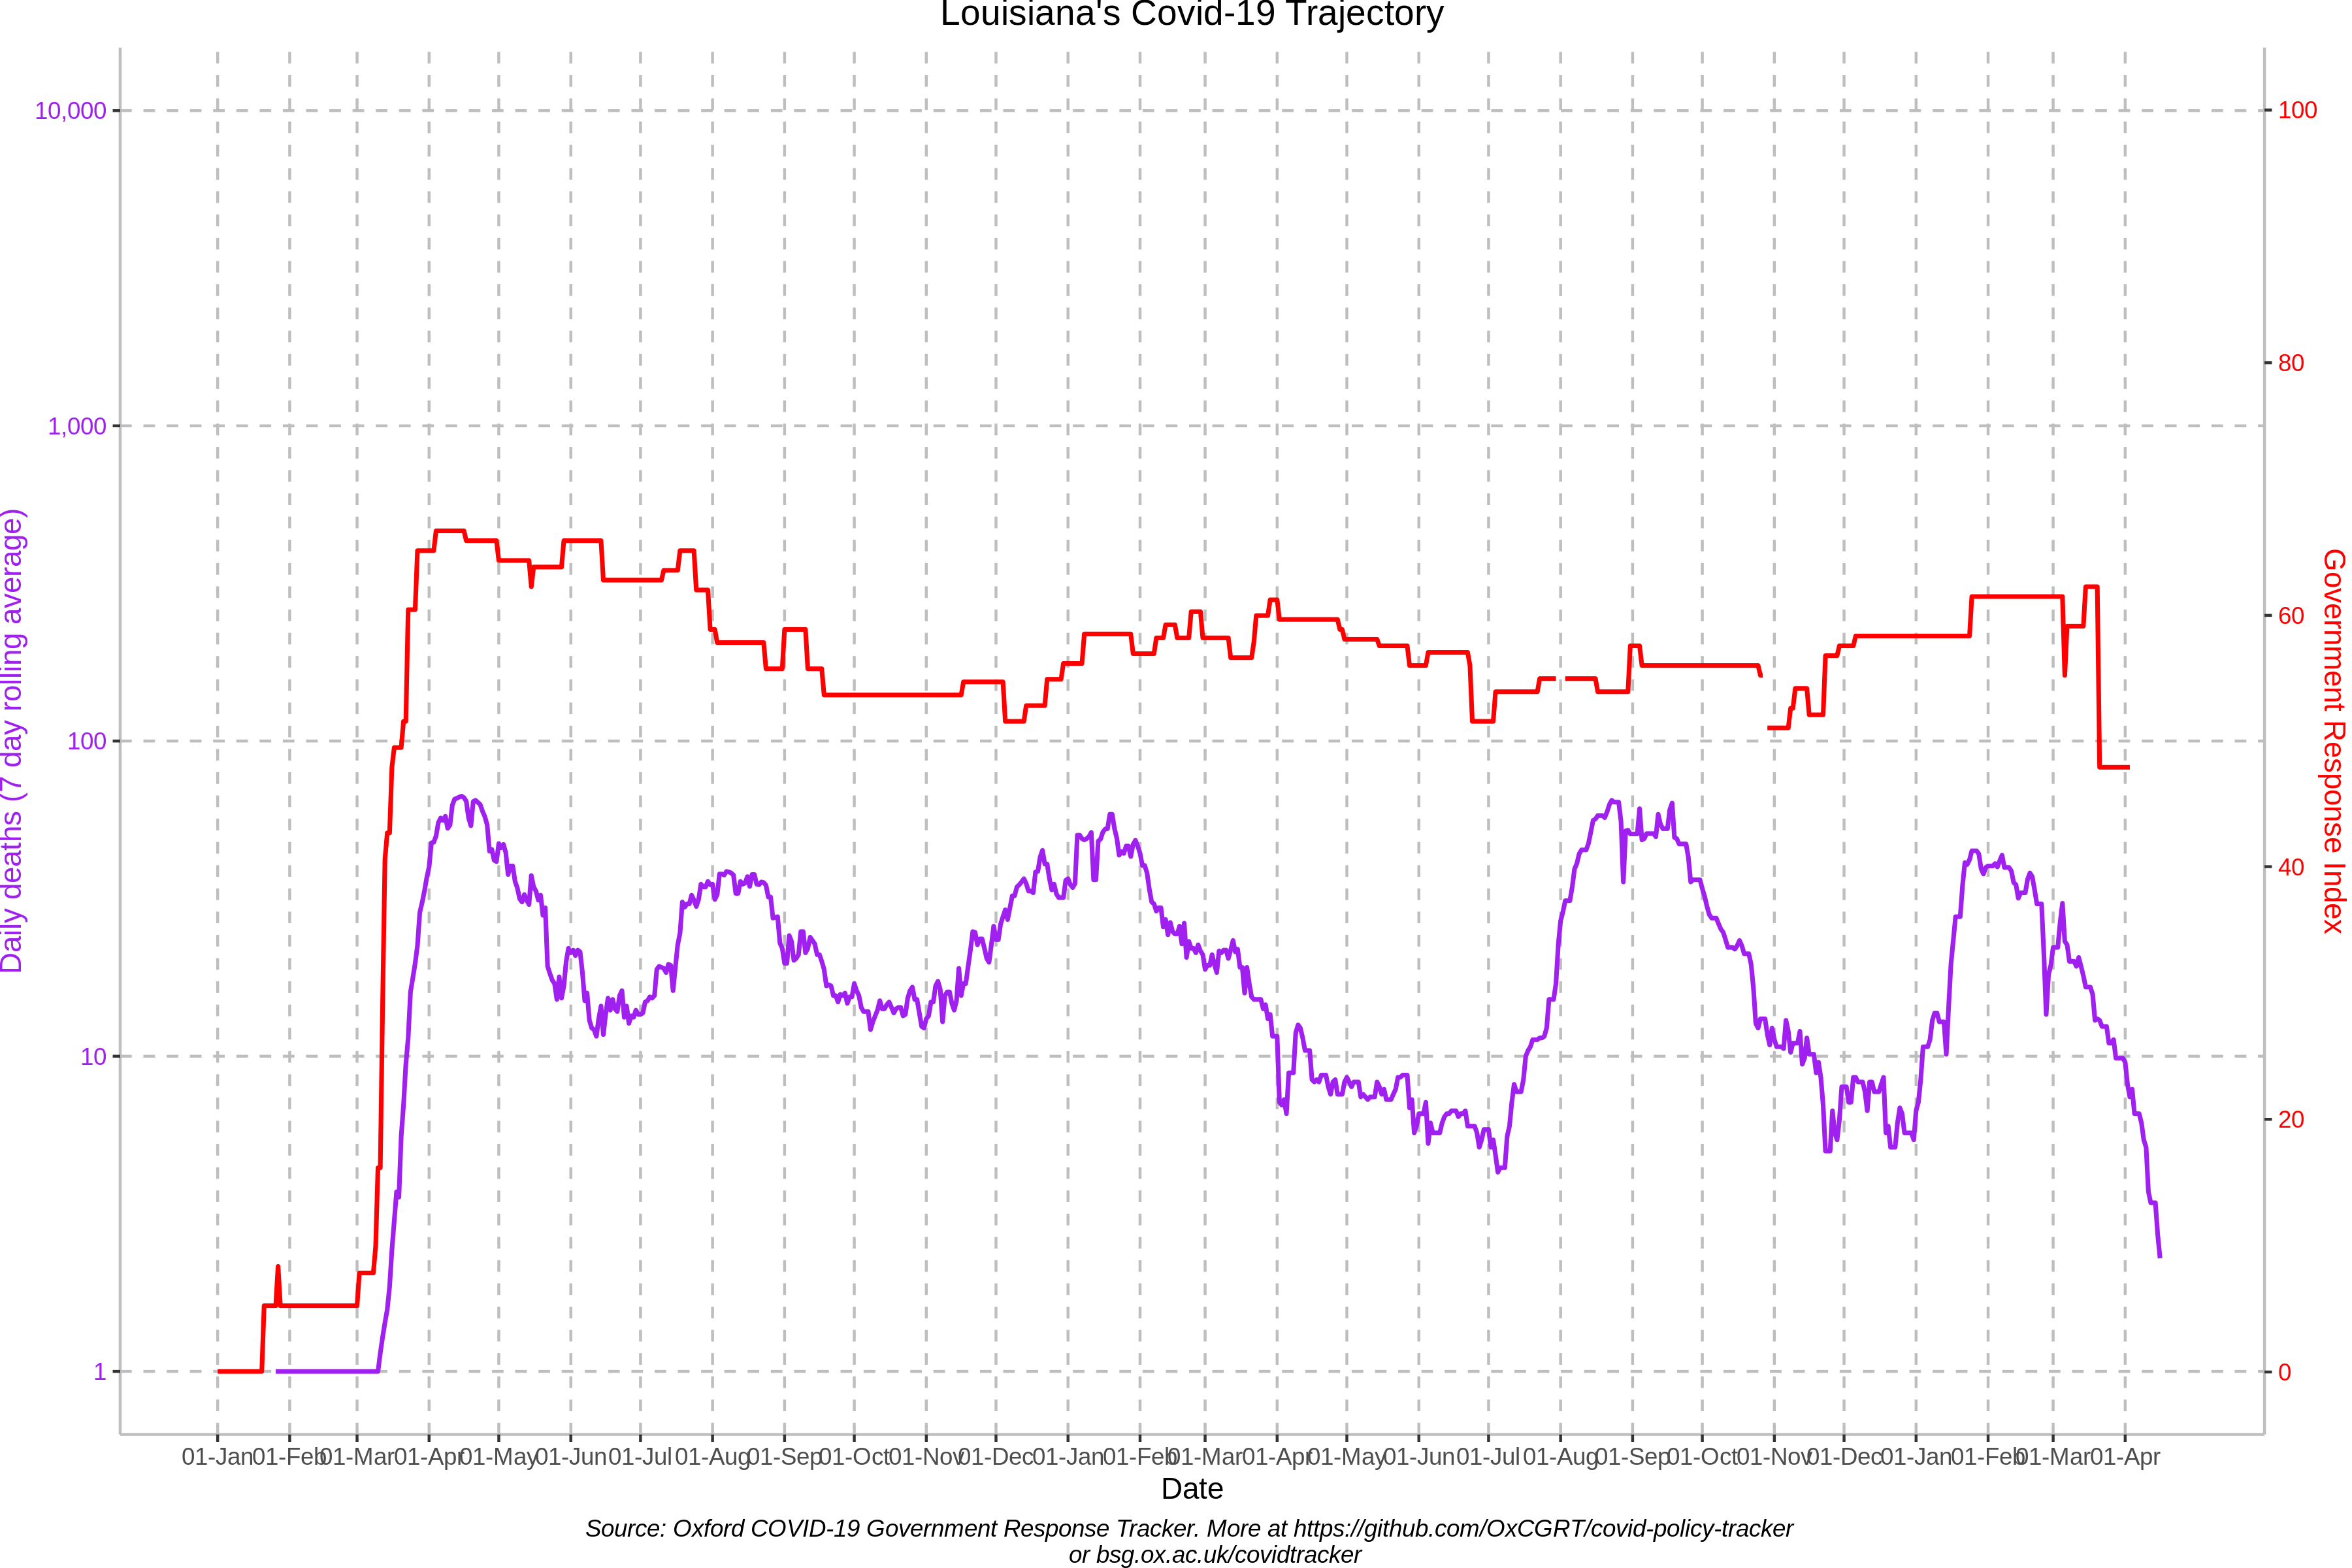 Louisiana's Covid-19 Trajectory
10,000
1,000
100
10
1
Daily deaths (7 day rolling average)
100
80
60
40
20
0
Government Response Index
01-Jan 01-Feb 01-Mar 01-Apr 01-May 01-Jun 01-Jul 01-Aug 01-Sep 01-Oct 01-Nov 01-Dec 01-Jan 01-Feb 01-Mar 01-Apr 01-May 01-Jun 01-Jul 01-Aug 01-Sep 01-Oct 01-Nov 01-Dec 01-Jan 01-Feb 01-Mar 01-Apr
Date
Source: Oxford COVID-19 Government Response Tracker. More at https://github.com/OxCGRT/covid-policy-tracker
or bsg.ox.ac.uk/covidtracker